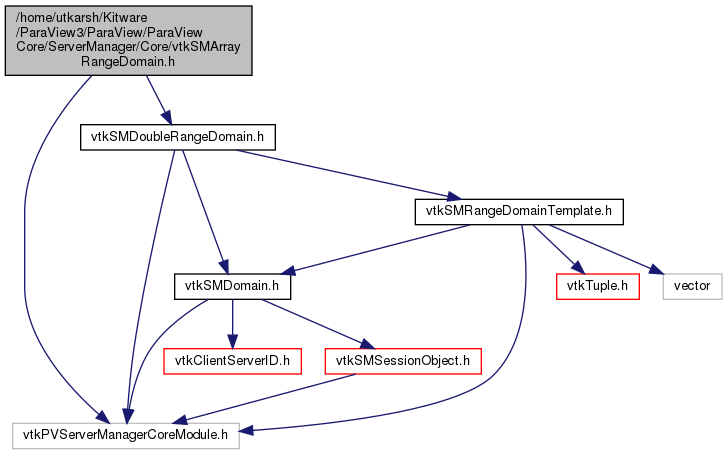 /home/utkarsh/Kitware
/ParaView3/ParaView/ParaView
Core/ServerManager/Core/vtkSMArray
RangeDomain.h
vtkSMDoubleRangeDomain.h
vtkSMRangeDomainTemplate.h
vtkSMDomain.h
vtkTuple.h
vector
vtkClientServerID.h
vtkSMSessionObject.h
vtkPVServerManagerCoreModule.h